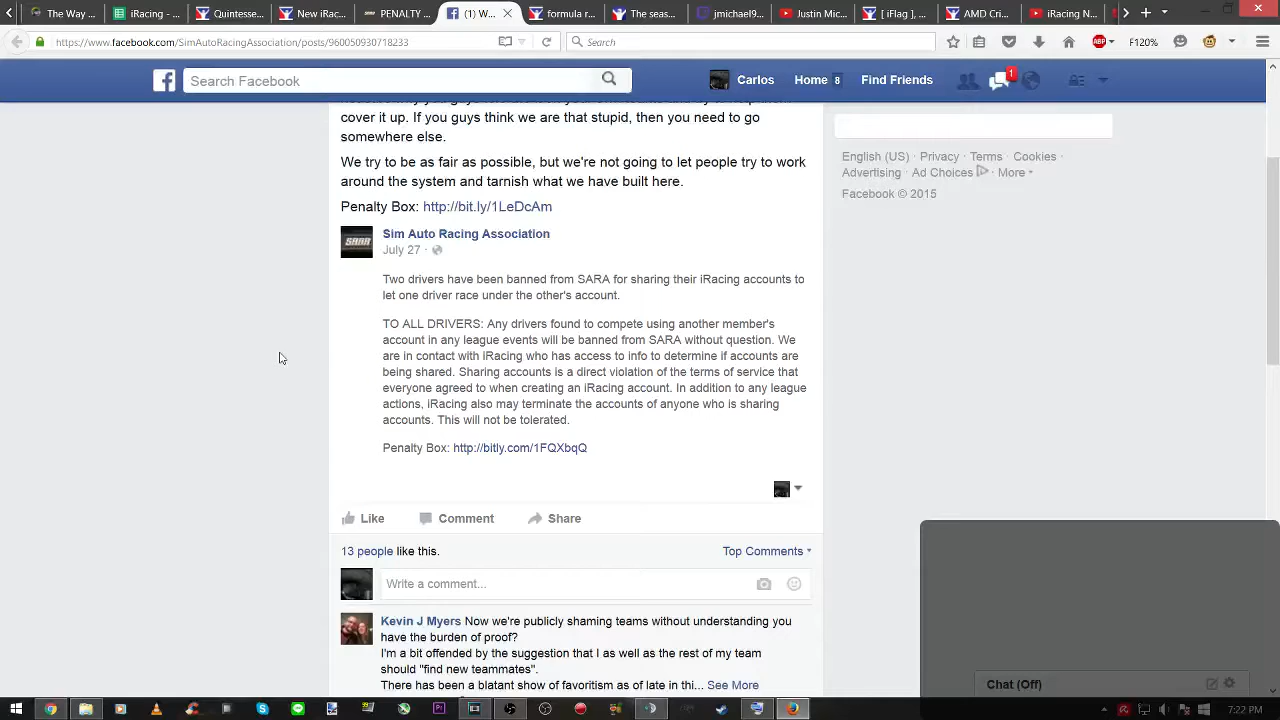 The Way
iRacing -
Quintesse
New iRac
PENALTY
(1) W...
formula r
The seas
jmichael9
Justin Mic
[ iFlag ],
AMD Cri
iRacing N
https://www.facebook.com/SimAutoRacingAssociation/posts/960050930718233
Search
ABP
F120%
Search Facebook
Carlos
Home 8
Find Friends
1
cover it up. If you guys think we are that stupid, then you need to go
somewhere else.
We try to be as fair as possible, but we're not going to let people try to work
around the system and tarnish what we have built here.
Penalty Box: http://bit.ly/1LeDcAm
English (US) · Privacy · Terms · Cookies ·
Advertising · Ad Choices · More
Facebook © 2015
SARA
Sim Auto Racing Association
July 27 ·
Two drivers have been banned from SARA for sharing their iRacing accounts to
let one driver race under the other's account.
TO ALL DRIVERS: Any drivers found to compete using another member's
account in any league events will be banned from SARA without question. We
are in contact with iRacing who has access to info to determine if accounts are
being shared. Sharing accounts is a direct violation of the terms of service that
everyone agreed to when creating an iRacing account. In addition to any league
actions, iRacing also may terminate the accounts of anyone who is sharing
accounts. This will not be tolerated.
Penalty Box: http://bitly.com/1FQXbqQ
Like
Comment
Share
13 people like this.
Top Comments
Write a comment...
Kevin J Myers Now we're publicly shaming teams without understanding you
have the burden of proof?
I'm a bit offended by the suggestion that I as well as the rest of my team
should "find new teammates".
There has been a blatant show of favoritism as of late in thi... See More
Chat (Off)
7:22 PM